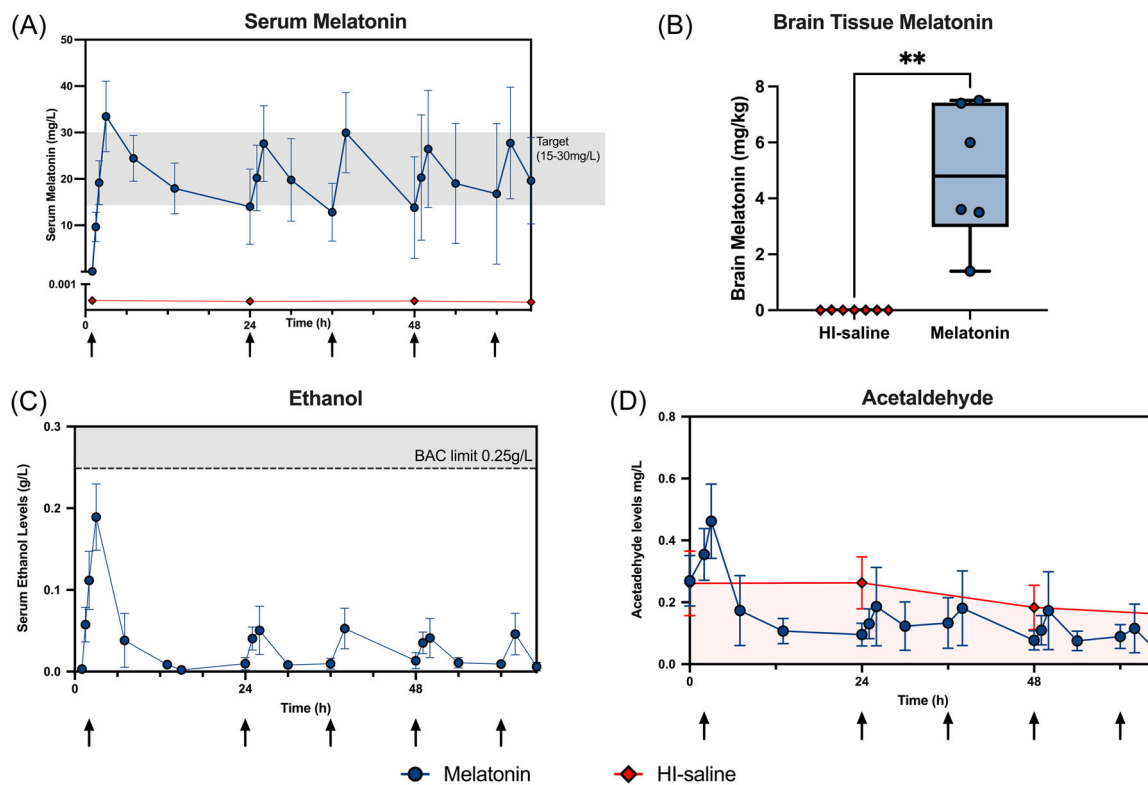 (A)
Serum Melatonin
Serum Melatonin (mg/L)
50
40
30
20
10
0.001
Target
(15-30mg/L)
0
24
48
Time (h)
(B)
Brain Tissue Melatonin
**
Brain Melatonin (mg/kg)
8
6
4
2
0
HI-saline
Melatonin
(C)
Ethanol
Serum Ethanol Levels (g/L)
0.3
0.2
0.1
0.0
BAC limit 0.25g/L
0
24
48
Time (h)
(D)
Acetaldehyde
Acetadehyde levels mg/L
0.8
0.6
0.4
0.2
0.0
0
24
48
Time (h)
Melatonin
HI-saline